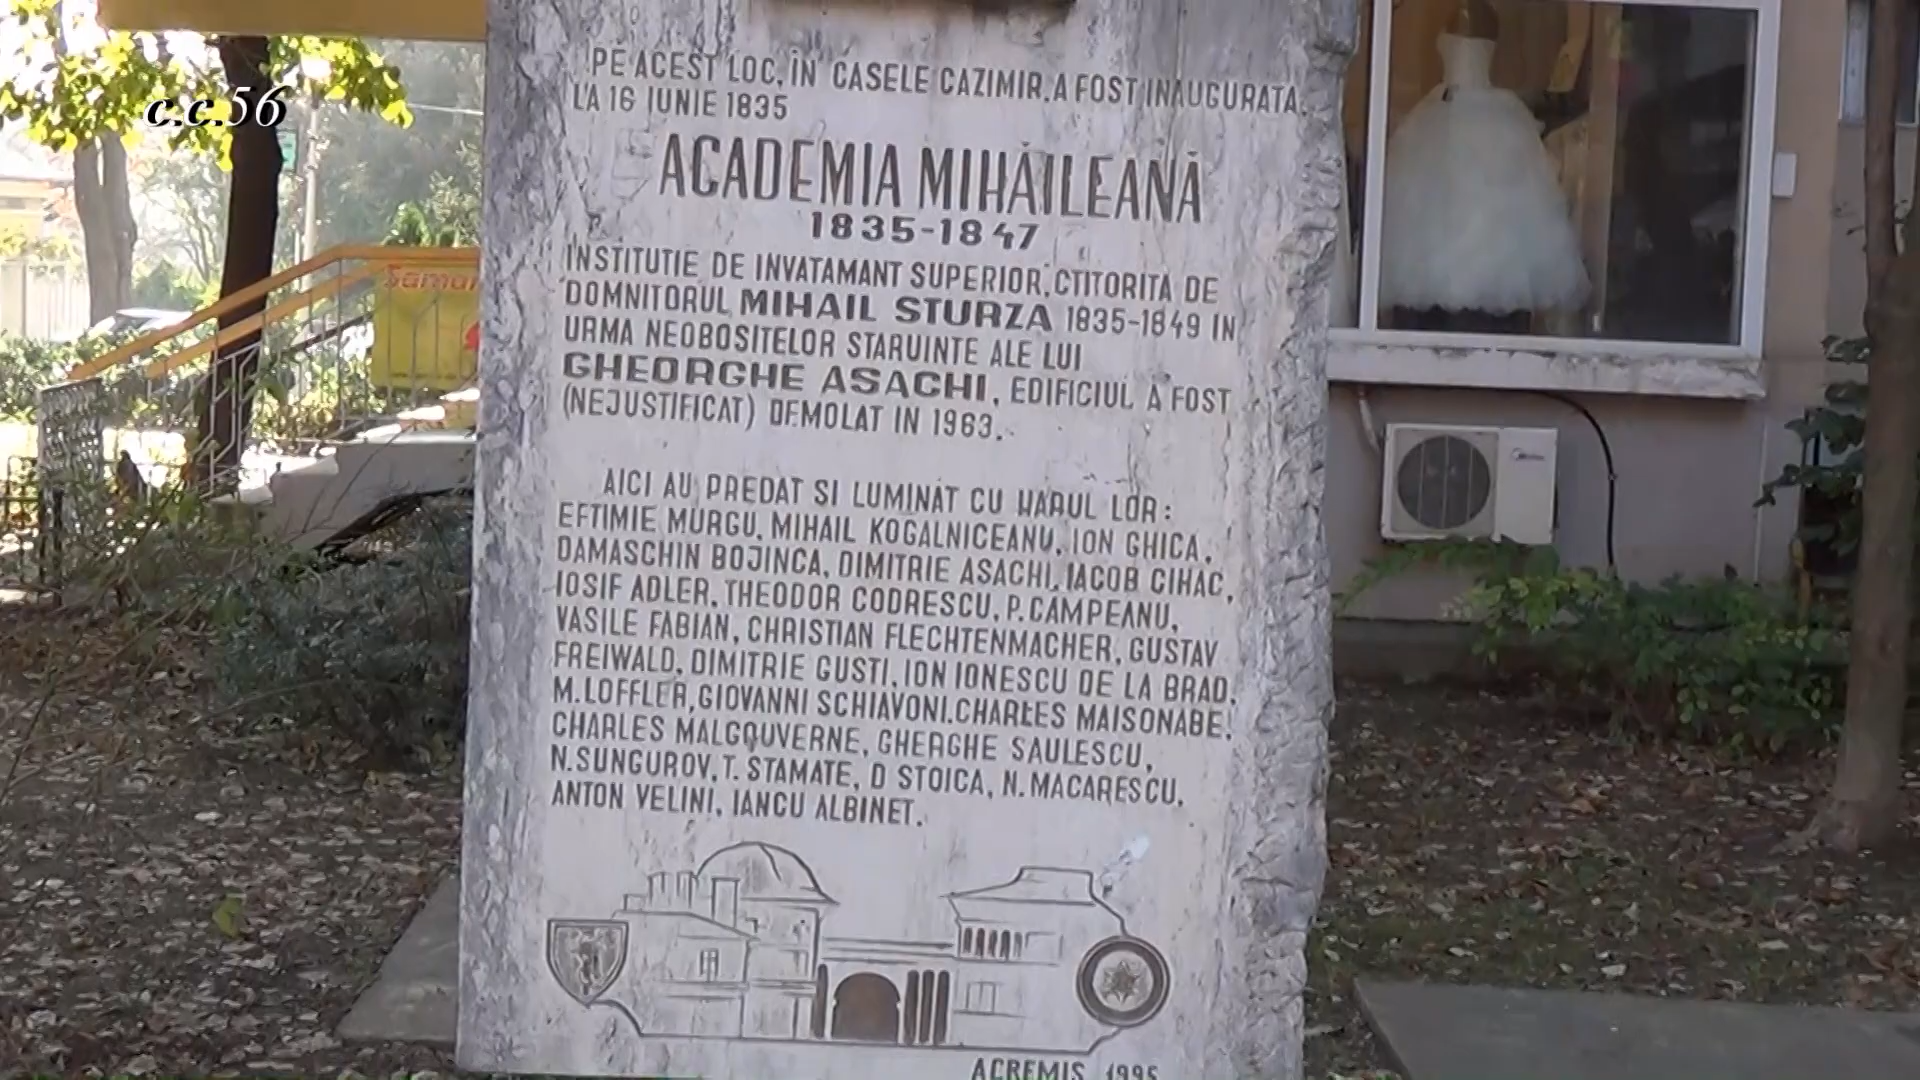 c.c.56
PE ACEST LOC, ÎN CASELE CAZIMIR, A FOST INAUGURATA,
LA 16 IUNIE 1835
ACADEMIA MIHĂILEANĂ
1835-1847
INSTITUTIE DE INVATAMANT SUPERIOR, CTITORITA DE
DOMNITORUL MIHAIL STURZA 1835-1849 IN
URMA NEOBOSITELOR STARUINTE ALE LUI
GHEORGHE ASACHI, EDIFICIUL A FOST
(NEJUSTIFICAT) DEMOLAT IN 1963.
AICI AU PREDAT SI LUMINAT CU HARUL LOR:
EFTIMIE MURGU, MIHAIL KOGALNICEANU, ION GHICA,
DAMASCHIN BOJINCA, DIMITRIE ASACHI, IACOB CIHAC,
IOSIF ADLER, THEODOR CODRESCU, P. CAMPEANU,
VASILE FABIAN, CHRISTIAN FLECHTENMACHER, GUSTAV
FREIWALD, DIMITRIE GUSTI, ION IONESCU DE LA BRAD,
M. LOFFLER, GIOVANNI SCHIAVONI, CHARLES MAISONABE,
CHARLES MALGOUVERNE, GHERGHE SAULESCU,
N. SUNGUROV, T. STAMATE, D STOICA, N. MACARESCU,
ANTON VELINI, IANCU ALBINET.
ACREMIS 1995
Midea